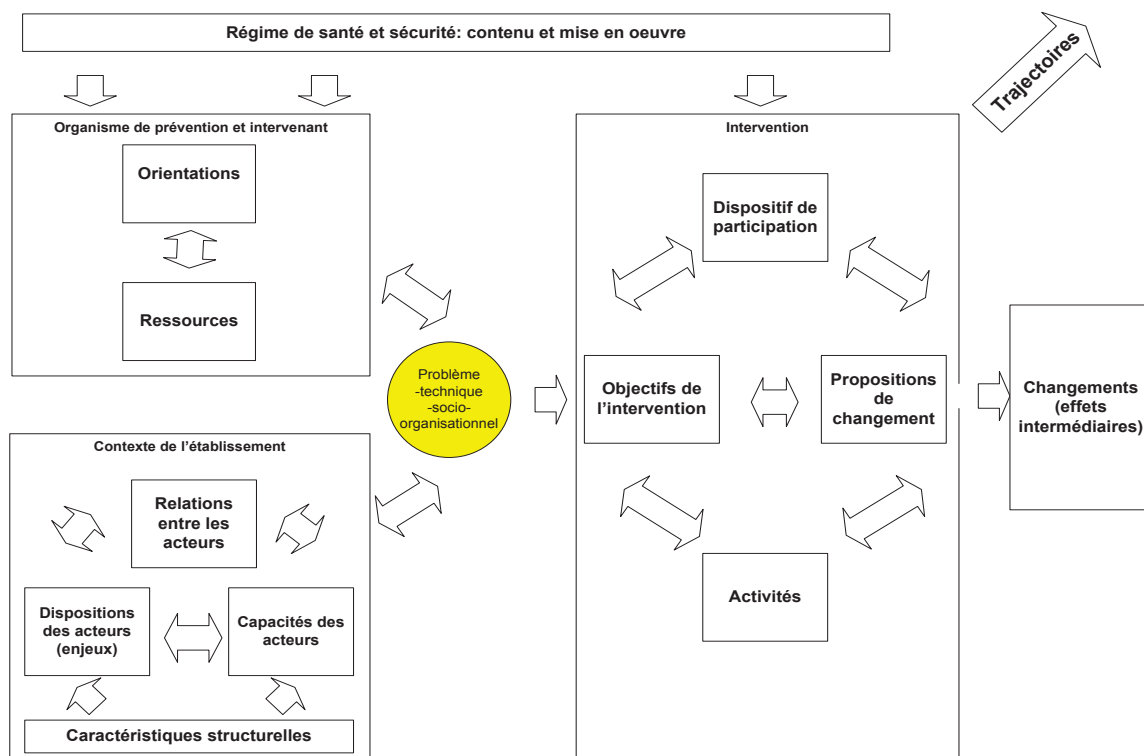 Régime de santé et sécurité: contenu et mise en oeuvre
Trajectoires
Organisme de prévention et intervenant
Orientations
Ressources
Problème
-technique
-socio-
organisationnel
Contexte de l’établissement
Relations
entre les
acteurs
Dispositions
des acteurs
(enjeux)
Capacités des
acteurs
Caractéristiques structurelles
Intervention
Dispositif de
participation
Objectifs de
l’intervention
Propositions
de
changement
Activités
Changements
(effets
intermédiaires)